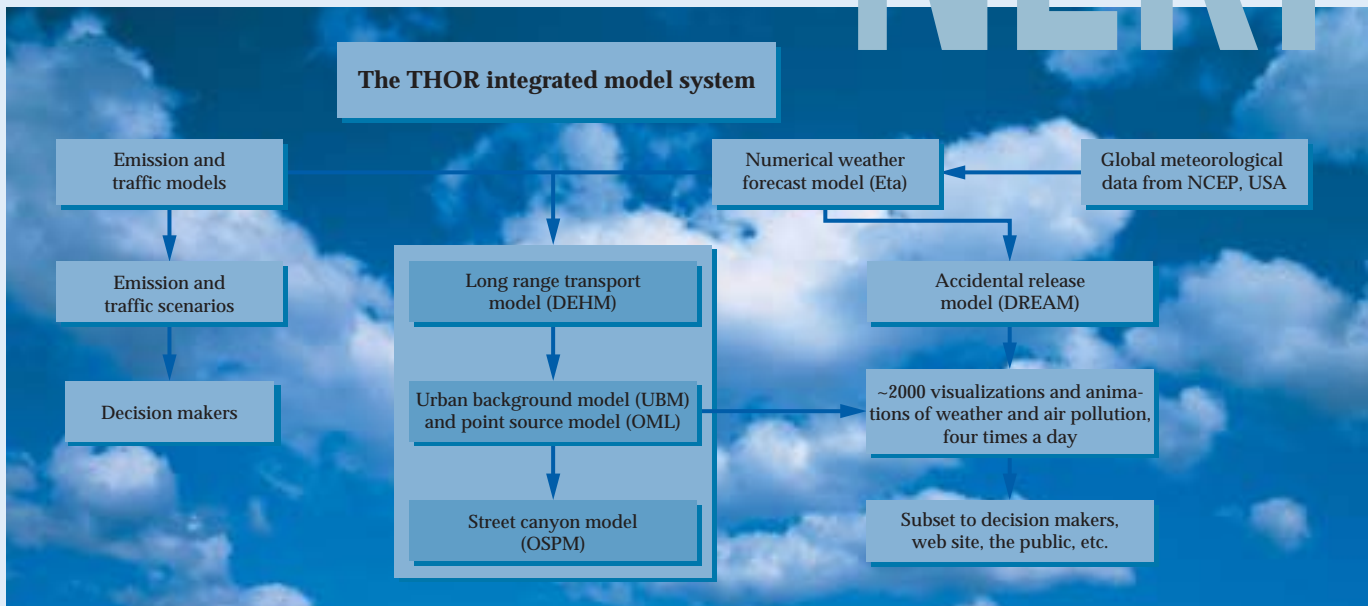 NERI
The THOR integrated model system
Emission and
traffic models
Numerical weather
forecast model (Eta)
Global meteorological
data from NCEP, USA
Emission and
traffic scenarios
Long range transport
model (DEHM)
Accidental release
model (DREAM)
Decision makers
Urban background model (UBM)
and point source model (OML)
~2000 visualizations and anima-
tions of weather and air pollution,
four times a day
Street canyon model
(OSPM)
Subset to decision makers,
web site, the public, etc.